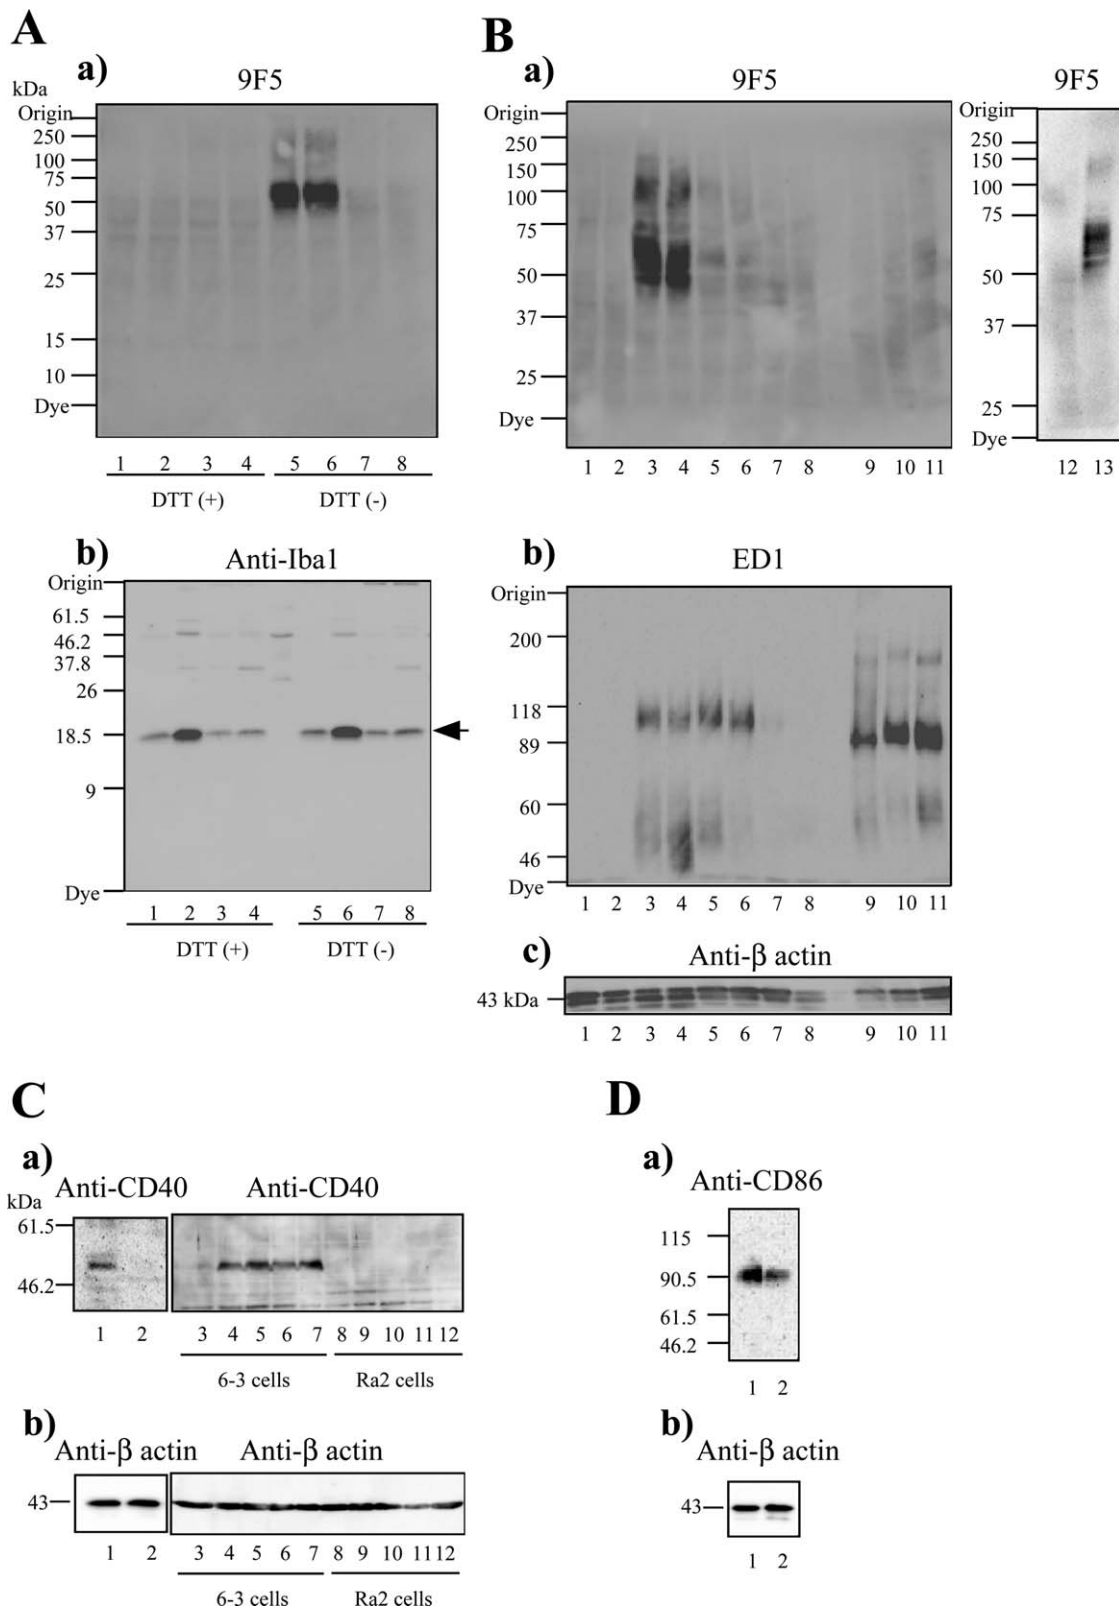 A
a)
9F5
kDa
Origin
250
100
75
50
37
25
15
10
Dye
1 2 3 4 5 6 7 8
DTT (+) DTT (-)
b)
Anti-Iba1
Origin
61.5
46.2
37.8
26
18.5
9
Dye
1 2 3 4 5 6 7 8
DTT (+) DTT (-)
B
a)
9F5
Origin
250
150
100
75
50
37
25
Dye
1 2 3 4 5 6 7 8 9 10 11
9F5
Origin
250
150
100
75
50
37
25
Dye
12 13
b)
ED1
Origin
200
118
89
60
46
Dye
1 2 3 4 5 6 7 8 9 10 11
c)
Anti-β actin
43 kDa
1 2 3 4 5 6 7 8 9 10 11
C
a)
Anti-CD40 Anti-CD40
kDa
61.5
46.2
1 2 3 4 5 6 7 8 9 10 11 12
6-3 cells Ra2 cells
b)
Anti-β actin Anti-β actin
43
1 2 3 4 5 6 7 8 9 10 11 12
6-3 cells Ra2 cells
D
a)
Anti-CD86
115
90.5
61.5
46.2
1 2
b)
Anti-β actin
43
1 2